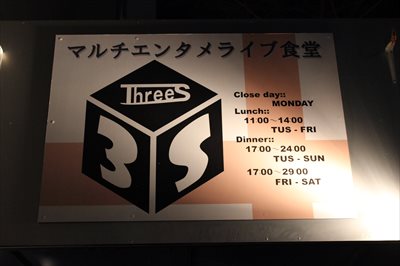 マルチエンタメライブ食堂
ThreeS
3S
Close day::
MONDAY
Lunch::
11:00〜14:00
TUS - FRI
Dinner::
17:00〜24:00
TUS - SUN
17:00〜29:00
FRI - SAT